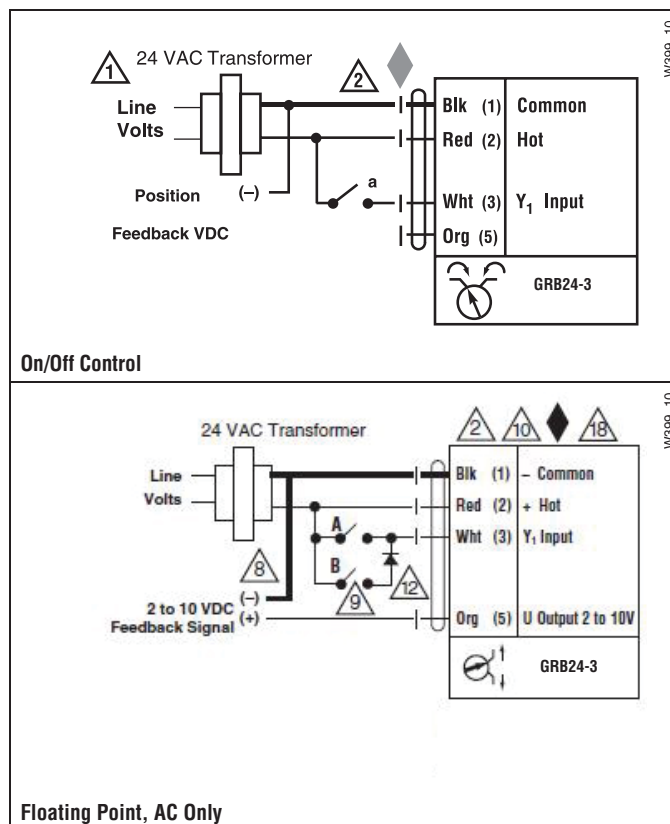 W399_10
1 24 VAC Transformer
2
Line
Volts
Blk (1) Common
Red (2) Hot
a
Position (–)
Wht (3) Y1 Input
Feedback VDC
Org (5)
GRB24-3
On/Off Control
W399_10
24 VAC Transformer
2 10 18
Line
Volts
Blk (1) – Common
Red (2) + Hot
A
Wht (3) Y1 Input
B
8
9
12
2 to 10 VDC (–)
Feedback Signal (+)
Org (5) U Output 2 to 10V
GRB24-3
Floating Point, AC Only